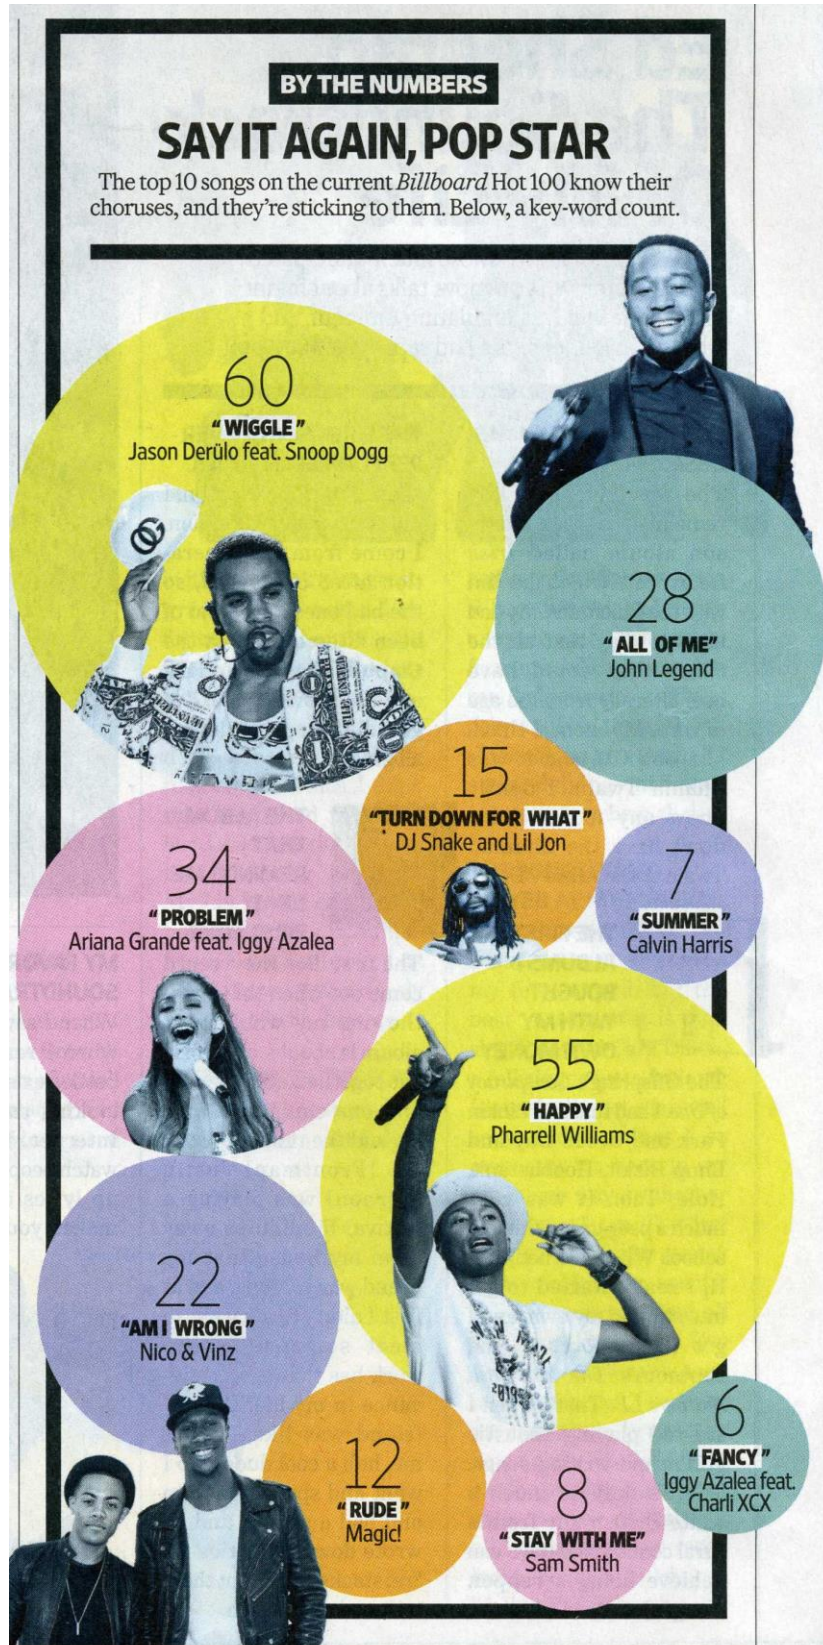 BY THE NUMBERS
SAY IT AGAIN, POP STAR
The top 10 songs on the current Billboard Hot 100 know their
choruses, and they're sticking to them. Below, a key-word count.
60
"WIGGLE"
Jason Derülo feat. Snoop Dogg
28
"ALL OF ME"
John Legend
15
"TURN DOWN FOR WHAT"
DJ Snake and Lil Jon
34
"PROBLEM"
Ariana Grande feat. Iggy Azalea
7
"SUMMER"
Calvin Harris
55
"HAPPY"
Pharrell Williams
22
"AM I WRONG"
Nico & Vinz
12
"RUDE"
Magic!
8
"STAY WITH ME"
Sam Smith
6
"FANCY"
Iggy Azalea feat.
Charli XCX